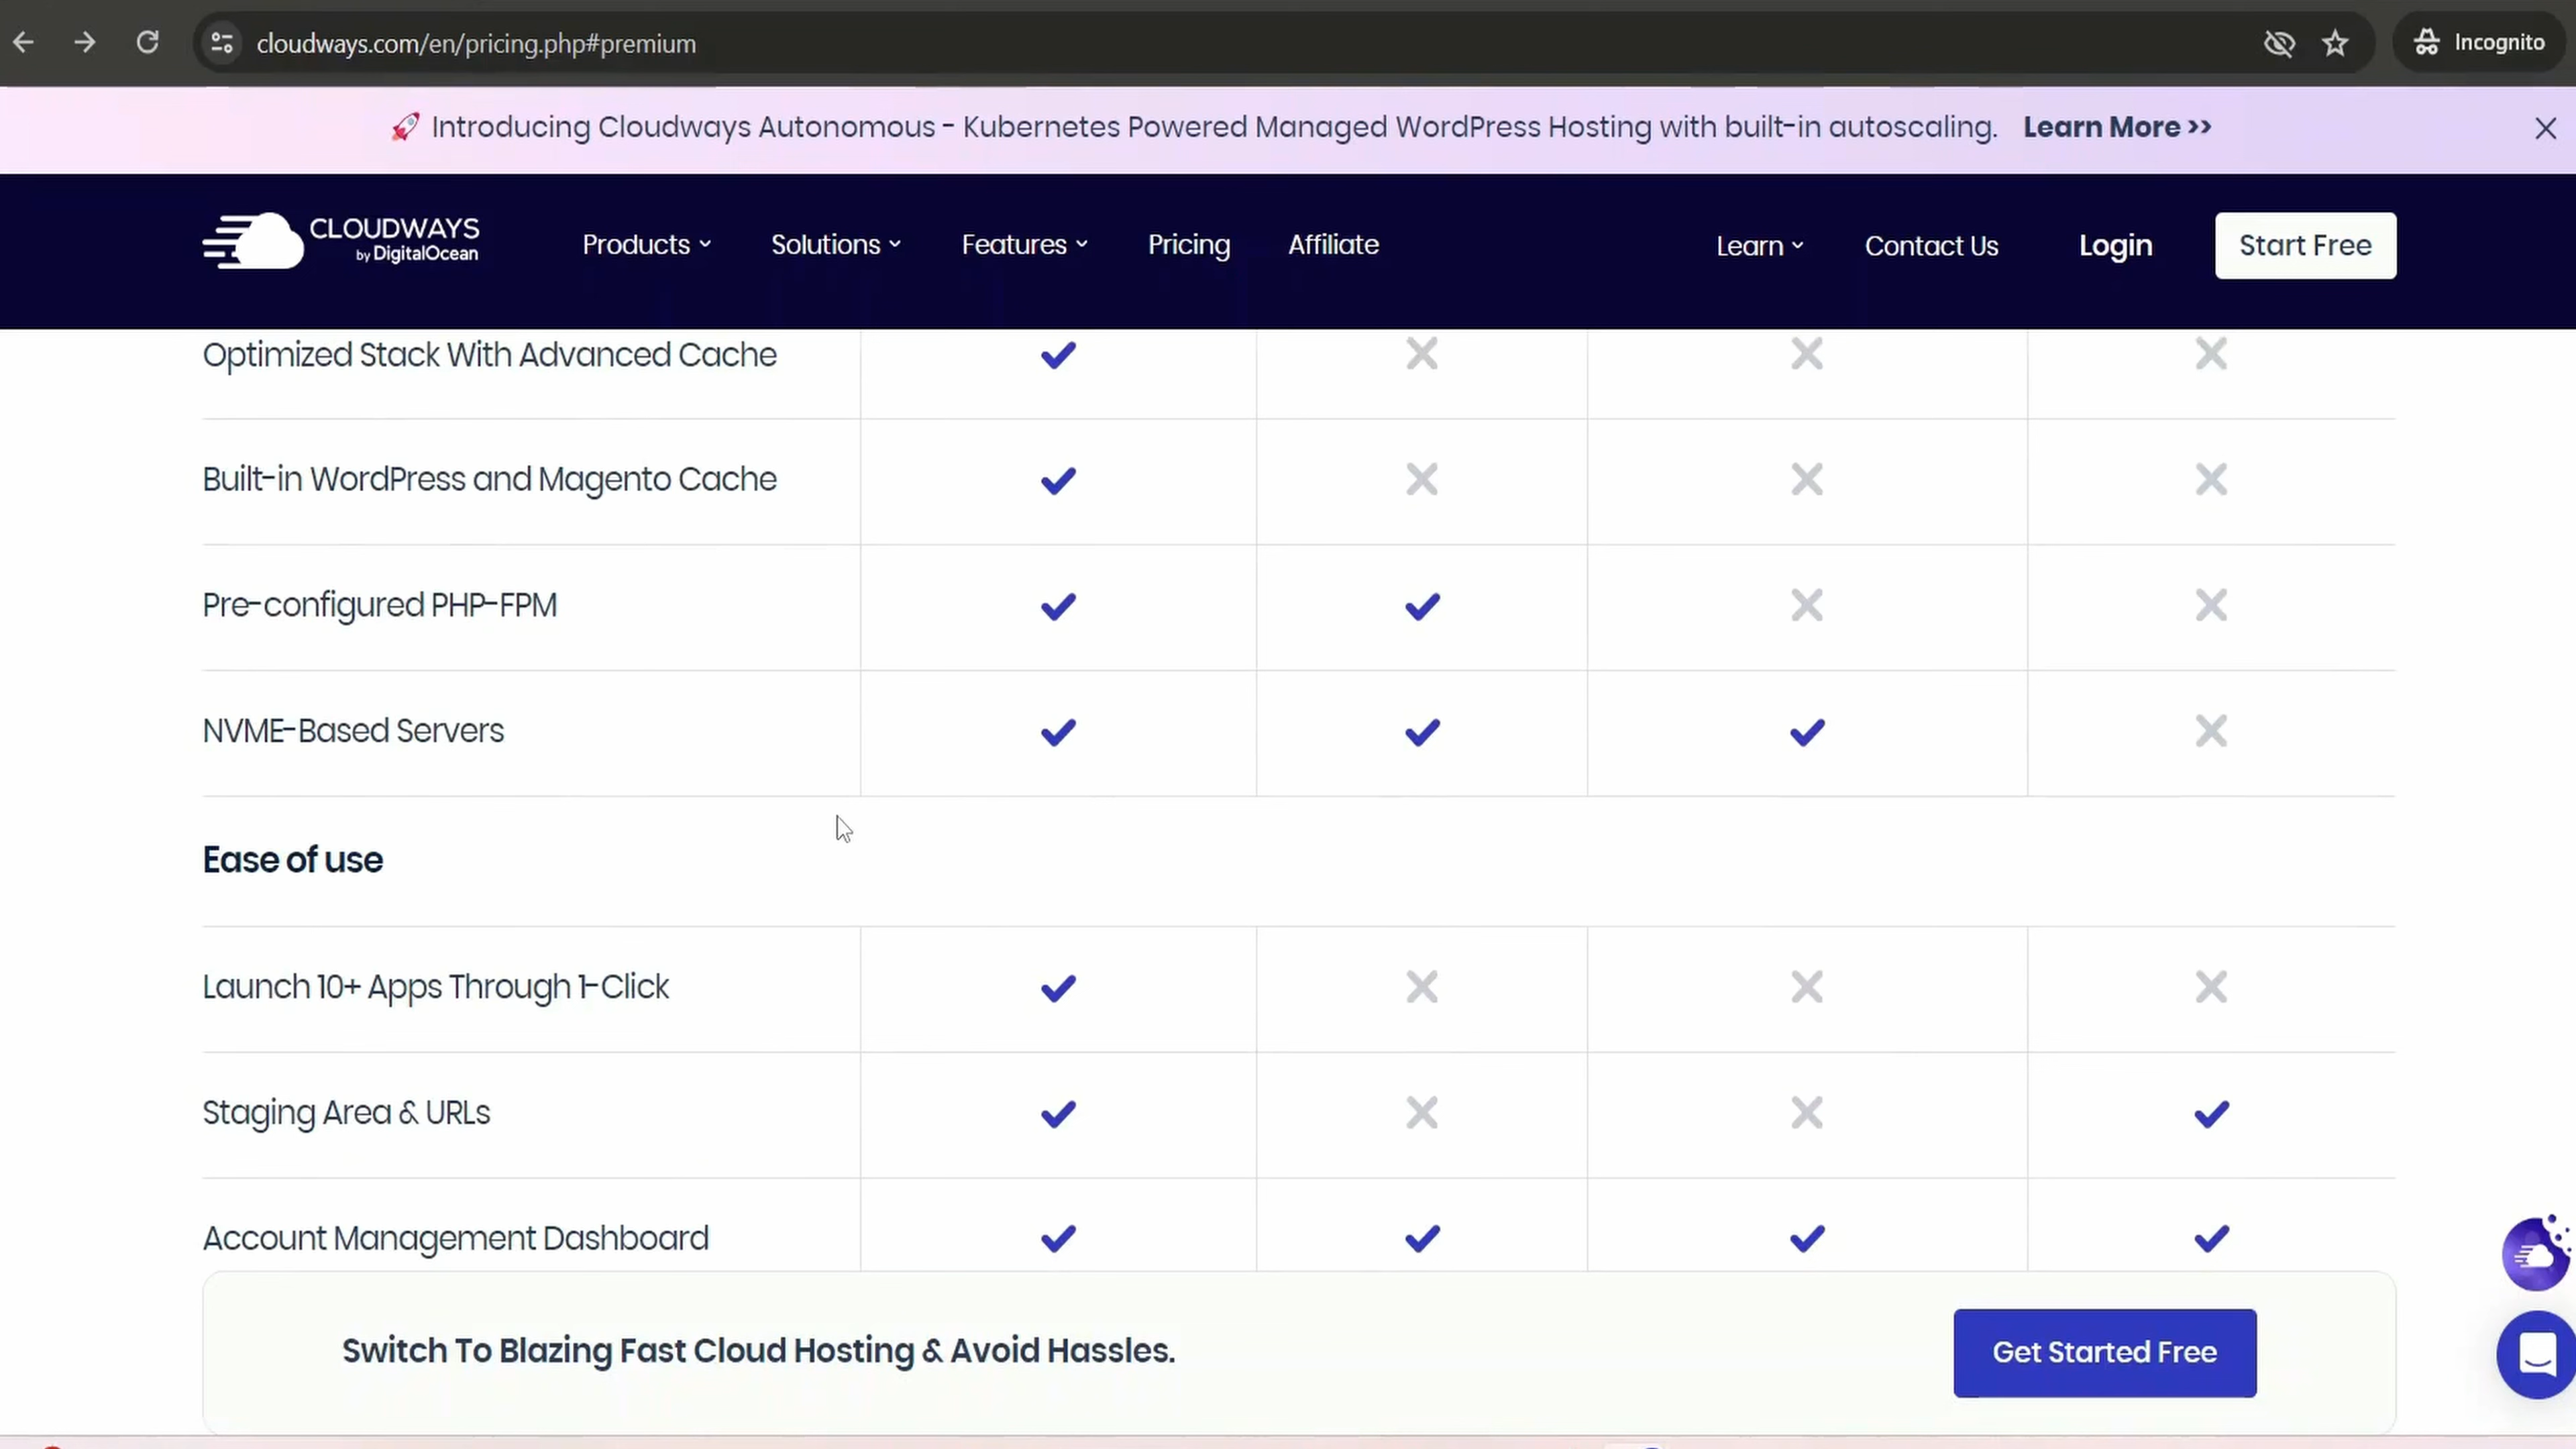 cloudways.com/en/pricing.php#premium
Incognito
🚀 Introducing Cloudways Autonomous - Kubernetes Powered Managed WordPress Hosting with built-in autoscaling. Learn More >>
CLOUDWAYS
by DigitalOcean
Products
Solutions
Features
Pricing
Affiliate
Learn
Contact Us
Login
Start Free
Optimized Stack With Advanced Cache
Built-in WordPress and Magento Cache
Pre-configured PHP-FPM
NVME-Based Servers
Ease of use
Launch 10+ Apps Through 1-Click
Staging Area & URLs
Account Management Dashboard
Switch To Blazing Fast Cloud Hosting & Avoid Hassles.
Get Started Free